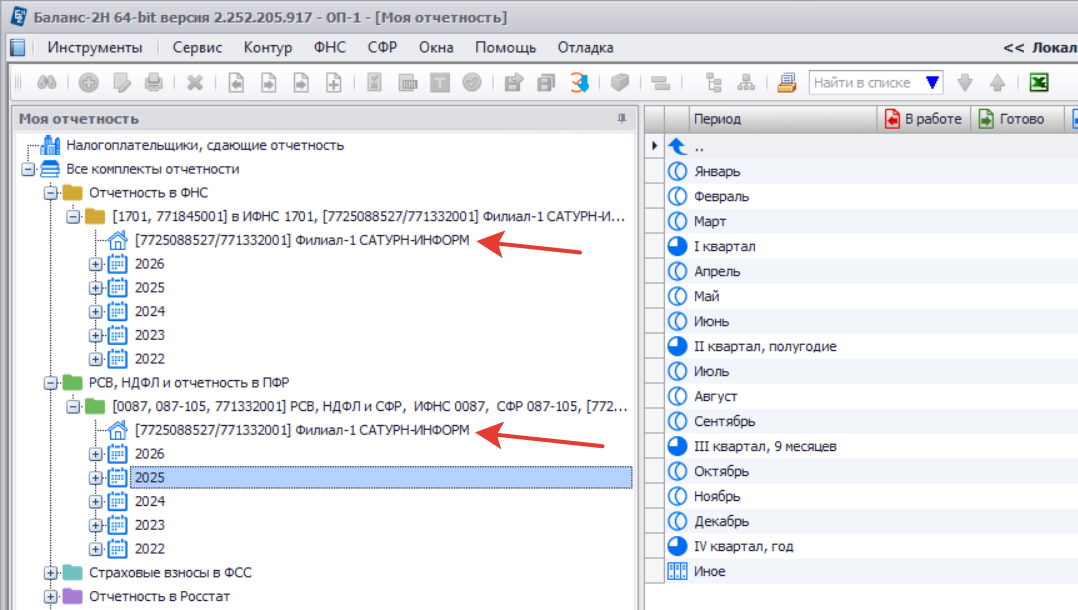 Баланс-2Н 64-bit версия 2.252.205.917 - ОП-1 - [Моя отчетность]
Инструменты Сервис Контур ФНС СФР Окна Помощь Отладка << Локал
Найти в списке
Моя отчетность
Налогоплательщики, сдающие отчетность
Все комплекты отчетности
Отчетность в ФНС
[1701, 771845001] в ИФНС 1701, [7725088527/771332001] Филиал-1 САТУРН-И...
[7725088527/771332001] Филиал-1 САТУРН-ИНФОРМ
2026
2025
2024
2023
2022
РСВ, НДФЛ и отчетность в ПФР
[0087, 087-105, 771332001] РСВ, НДФЛ и СФР, ИФНС 0087, СФР 087-105, [772...
[7725088527/771332001] Филиал-1 САТУРН-ИНФОРМ
2026
2025
2024
2023
2022
Страховые взносы в ФСС
Отчетность в Росстат
Период В работе Готово
..
Январь
Февраль
Март
I квартал
Апрель
Май
Июнь
II квартал, полугодие
Июль
Август
Сентябрь
III квартал, 9 месяцев
Октябрь
Ноябрь
Декабрь
IV квартал, год
Иное